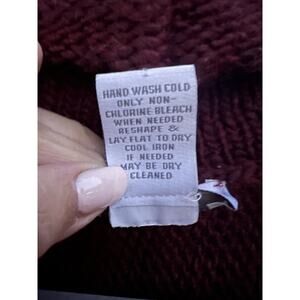 HAND WASH COLD
ONLY NON-
CHLORINE BLEACH
WHEN NEEDED
RESHAPE &
LAY FLAT TO DRY
COOL IRON
IF NEEDED
MAY BE DRY
CLEANED